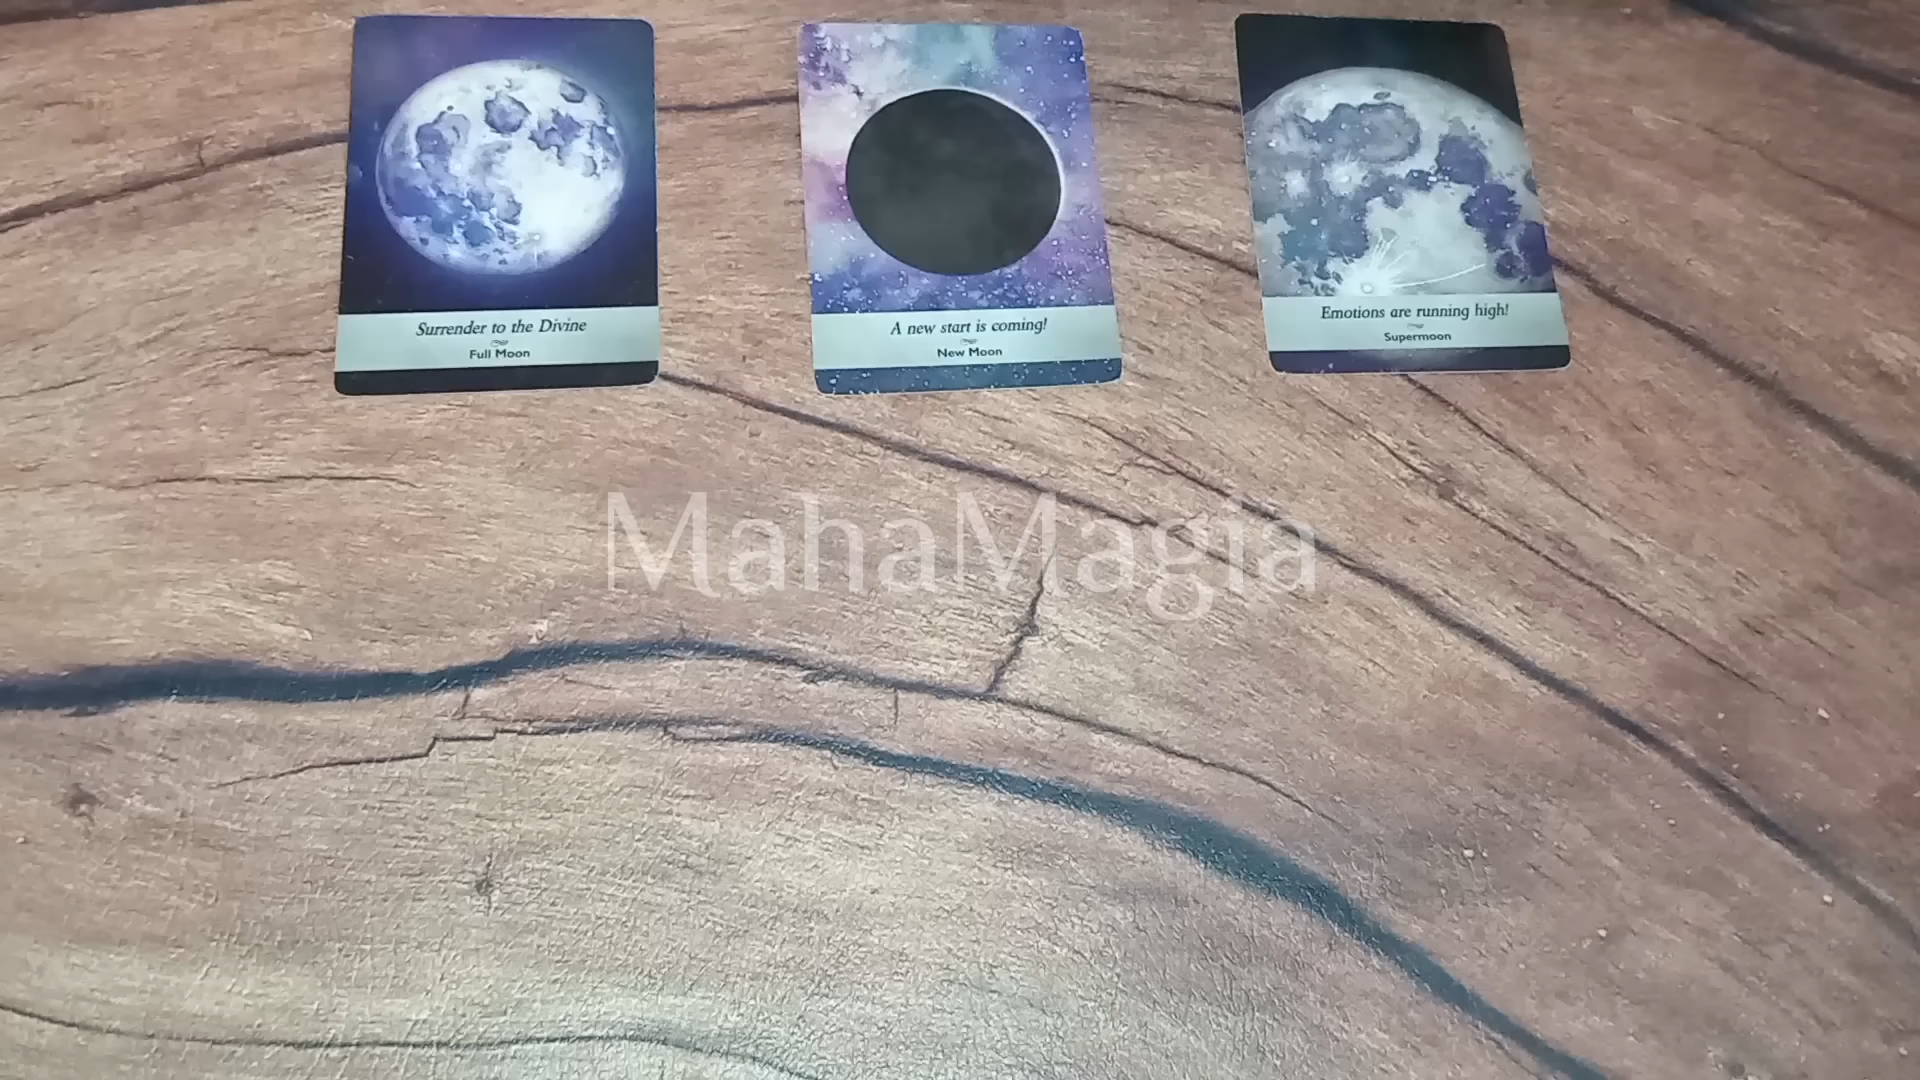 Surrender to the Divine
Full Moon
A new start is coming!
New Moon
Emotions are running high!
Supermoon
MahaMagia